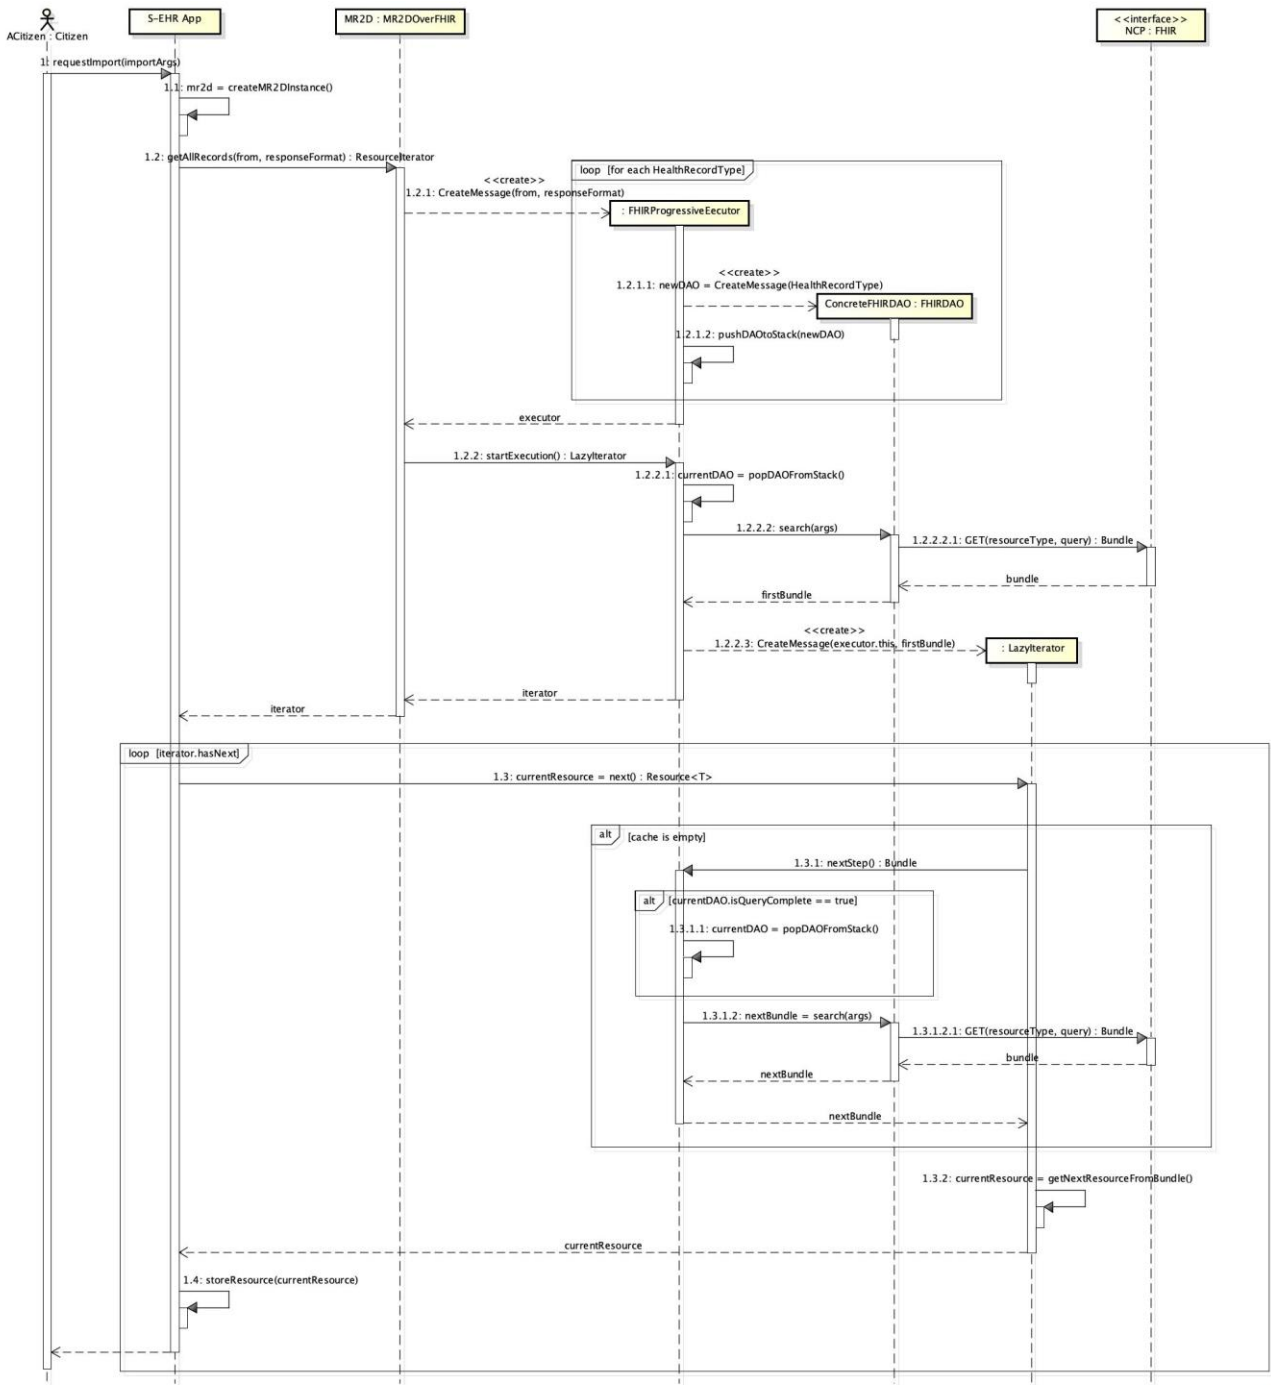 ACitizen : Citizen
S-EHR App
MR2D : MR2DOverFHIR
<<interface>>
NCP : FHIR
1: requestImport(importArgs)
1.1: mr2d = createMR2DInstance()
1.2: getAllRecords(from, responseFormat) : ResourceIterator
loop [for each HealthRecordType]
<<create>>
1.2.1: CreateMessage(from, responseFormat)
: FHIRProgressiveEecutor
<<create>>
1.2.1.1: newDAO = CreateMessage(HealthRecordType)
ConcreteFHIRDAO : FHIRDAO
1.2.1.2: pushDAOtoStack(newDAO)
executor
1.2.2: startExecution() : LazyIterator
1.2.2.1: currentDAO = popDAOFromStack()
1.2.2.2: search(args)
1.2.2.2.1: GET(resourceType, query) : Bundle
bundle
firstBundle
<<create>>
1.2.2.3: CreateMessage(executor.this, firstBundle)
: LazyIterator
iterator
iterator
loop [iterator.hasNext]
1.3: currentResource = next() : Resource<T>
alt [cache is empty]
1.3.1: nextStep() : Bundle
alt [currentDAO.isQueryComplete == true]
1.3.1.1: currentDAO = popDAOFromStack()
1.3.1.2: nextBundle = search(args)
1.3.1.2.1: GET(resourceType, query) : Bundle
bundle
nextBundle
nextBundle
1.3.2: currentResource = getNextResourceFromBundle()
currentResource
1.4: storeResource(currentResource)